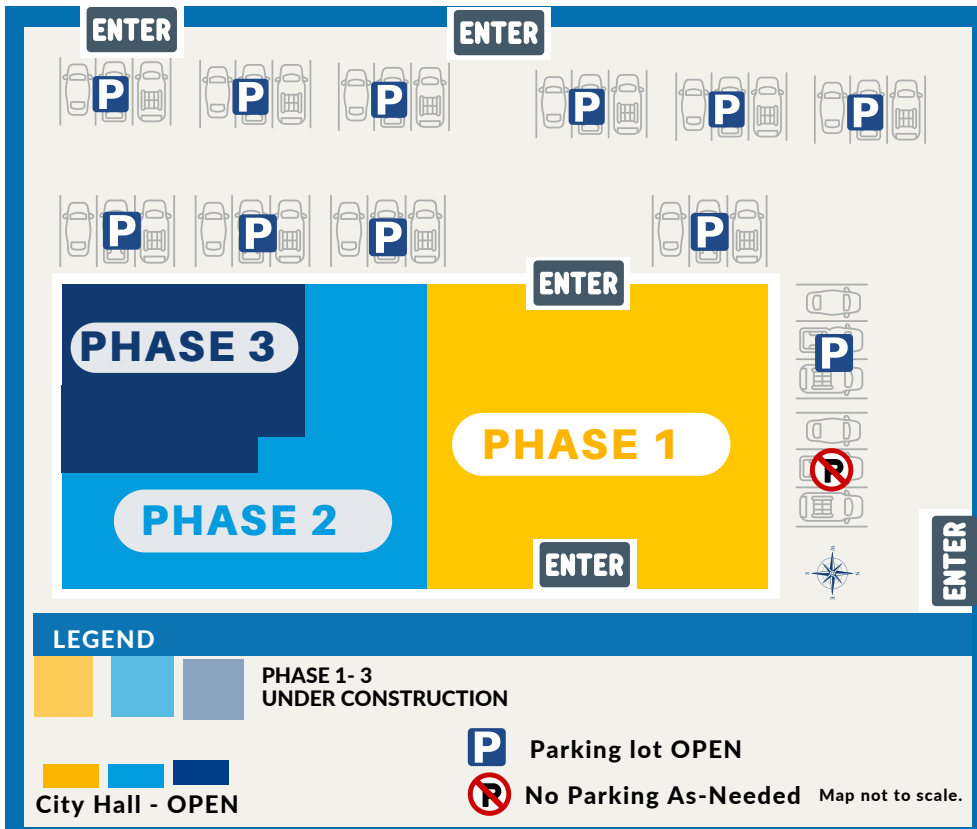 ENTER
ENTER
P
P
P
P
P
P
P
P
P
P
ENTER
PHASE 3
P
PHASE 1
P
PHASE 2
ENTER
ENTER
W
S
N
E
LEGEND
PHASE 1- 3
UNDER CONSTRUCTION
P
Parking lot OPEN
City Hall - OPEN
P
No Parking As-Needed
Map not to scale.